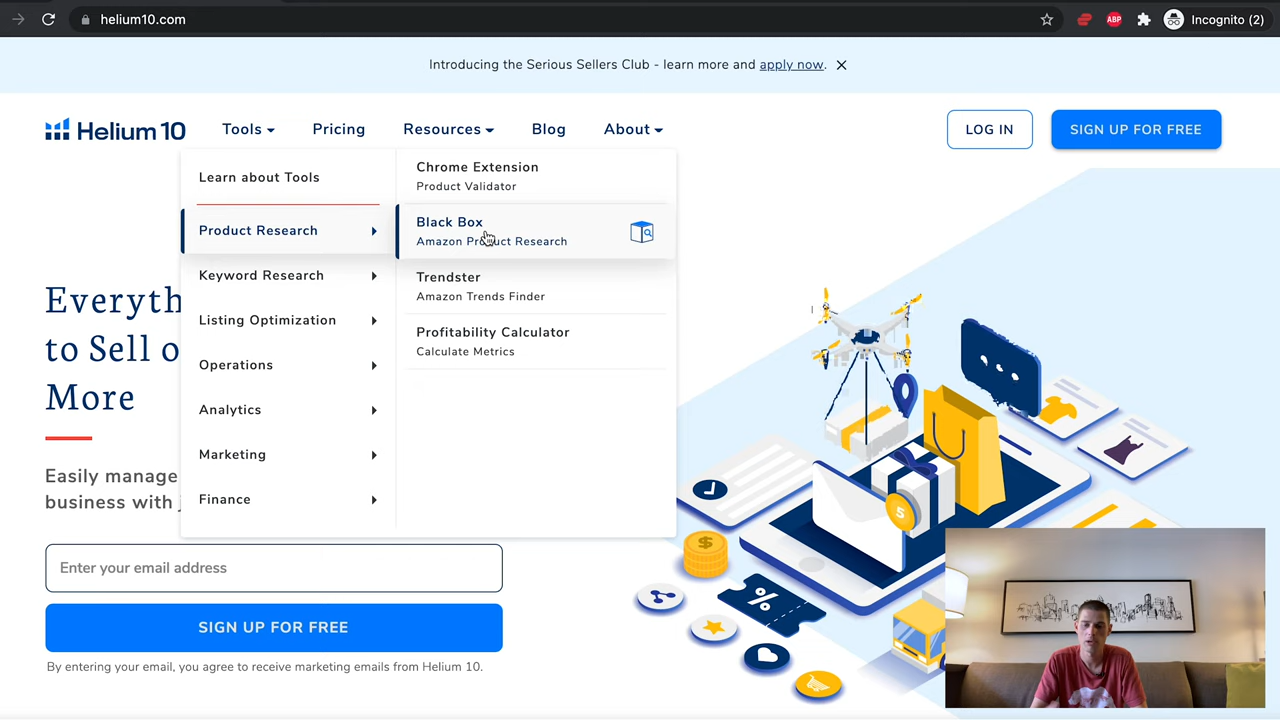 helium10.com
ABP
Incognito (2)
Introducing the Serious Sellers Club - learn more and apply now.
Helium 10
Tools
Pricing
Resources
Blog
About
LOG IN
SIGN UP FOR FREE
Learn about Tools
Product Research
Keyword Research
Listing Optimization
Operations
Analytics
Marketing
Finance
Chrome Extension
Product Validator
Black Box
Amazon Product Research
Trendster
Amazon Trends Finder
Profitability Calculator
Calculate Metrics
Everyth
to Sell o
More
Easily manage
business with j
Enter your email address
SIGN UP FOR FREE
By entering your email, you agree to receive marketing emails from Helium 10.
$
5
%